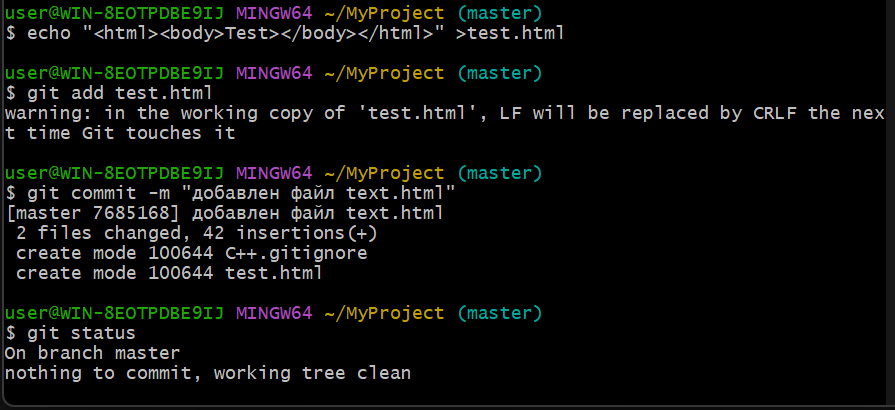 user@WIN-8EOTPDBE9IJ MINGW64 ~/MyProject (master)
$ echo "<html><body>Test></body></html>" >test.html
user@WIN-8EOTPDBE9IJ MINGW64 ~/MyProject (master)
$ git add test.html
warning: in the working copy of 'test.html', LF will be replaced by CRLF the nex
t time Git touches it
user@WIN-8EOTPDBE9IJ MINGW64 ~/MyProject (master)
$ git commit -m "добавлен файл text.html"
[master 7685168] добавлен файл text.html
 2 files changed, 42 insertions(+)
 create mode 100644 C++.gitignore
 create mode 100644 test.html
user@WIN-8EOTPDBE9IJ MINGW64 ~/MyProject (master)
$ git status
On branch master
nothing to commit, working tree clean